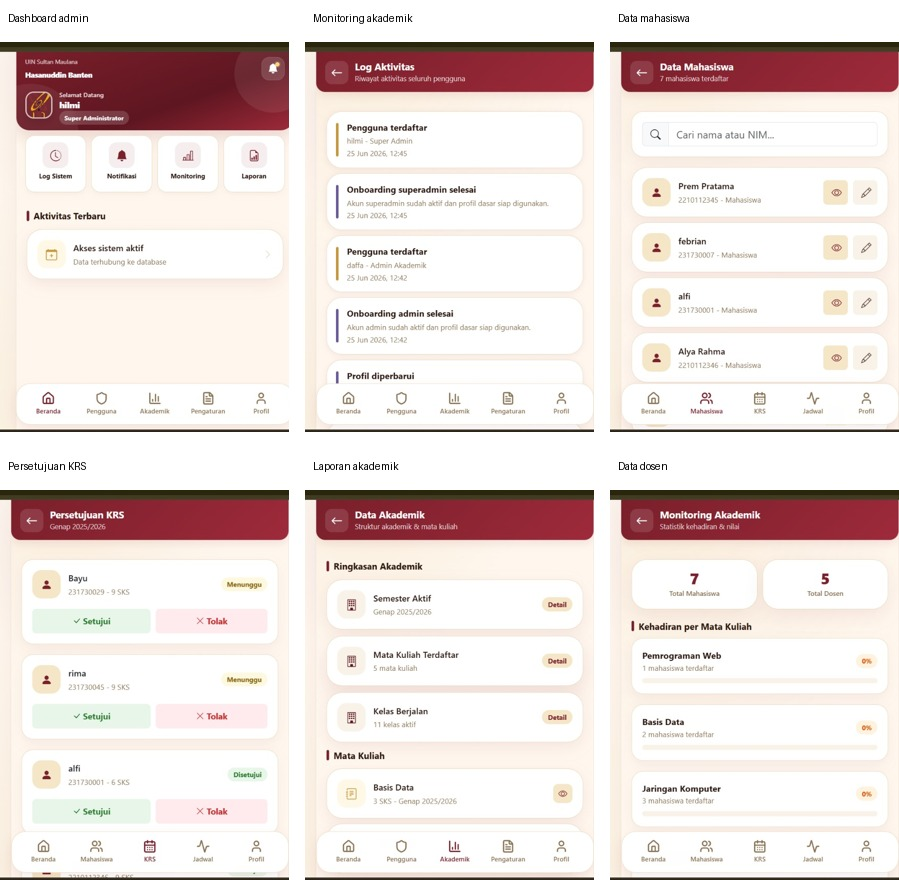 Dashboard admin
UIN Sultan Maulana
Hasanuddin Banten
Selamat Datang
hilmi
Super Administrator
Log Sistem
Notifikasi
Monitoring
Laporan
Aktivitas Terbaru
Akses sistem aktif
Data terhubung ke database
Beranda
Pengguna
Akademik
Pengaturan
Profil
Monitoring akademik
Log Aktivitas
Riwayat aktivitas seluruh pengguna
Pengguna terdaftar
hilmi - Super Admin
25 Jun 2026, 12:45
Onboarding superadmin selesai
Akun superadmin sudah aktif dan profil dasar siap digunakan.
25 Jun 2026, 12:45
Pengguna terdaftar
daffa - Admin Akademik
25 Jun 2026, 12:42
Onboarding admin selesai
Akun admin sudah aktif dan profil dasar siap digunakan.
25 Jun 2026, 12:42
Profil diperbarui
Beranda
Pengguna
Akademik
Pengaturan
Profil
Data mahasiswa
Data Mahasiswa
7 mahasiswa terdaftar
Cari nama atau NIM...
Prem Pratama
2210112345 - Mahasiswa
febrian
231730007 - Mahasiswa
alfi
231730001 - Mahasiswa
Alya Rahma
2210112346 - Mahasiswa
Beranda
Mahasiswa
KRS
Jadwal
Profil
Persetujuan KRS
Persetujuan KRS
Genap 2025/2026
Bayu
231730029 - 9 SKS
Menunggu
Setujui
Tolak
rima
231730045 - 9 SKS
Menunggu
Setujui
Tolak
alfi
231730001 - 6 SKS
Disetujui
Setujui
Tolak
Beranda
Mahasiswa
KRS
Jadwal
Profil
2210112345 - 9 SKS
Laporan akademik
Data Akademik
Struktur akademik & mata kuliah
Ringkasan Akademik
Semester Aktif
Genap 2025/2026
Detail
Mata Kuliah Terdaftar
5 mata kuliah
Detail
Kelas Berjalan
11 kelas aktif
Detail
Mata Kuliah
Basis Data
3 SKS - Genap 2025/2026
Beranda
Pengguna
Akademik
Pengaturan
Profil
Data dosen
Monitoring Akademik
Statistik kehadiran & nilai
7
Total Mahasiswa
5
Total Dosen
Kehadiran per Mata Kuliah
Pemrograman Web
1 mahasiswa terdaftar
0%
Basis Data
2 mahasiswa terdaftar
0%
Jaringan Komputer
3 mahasiswa terdaftar
0%
Beranda
Mahasiswa
KRS
Jadwal
Profil